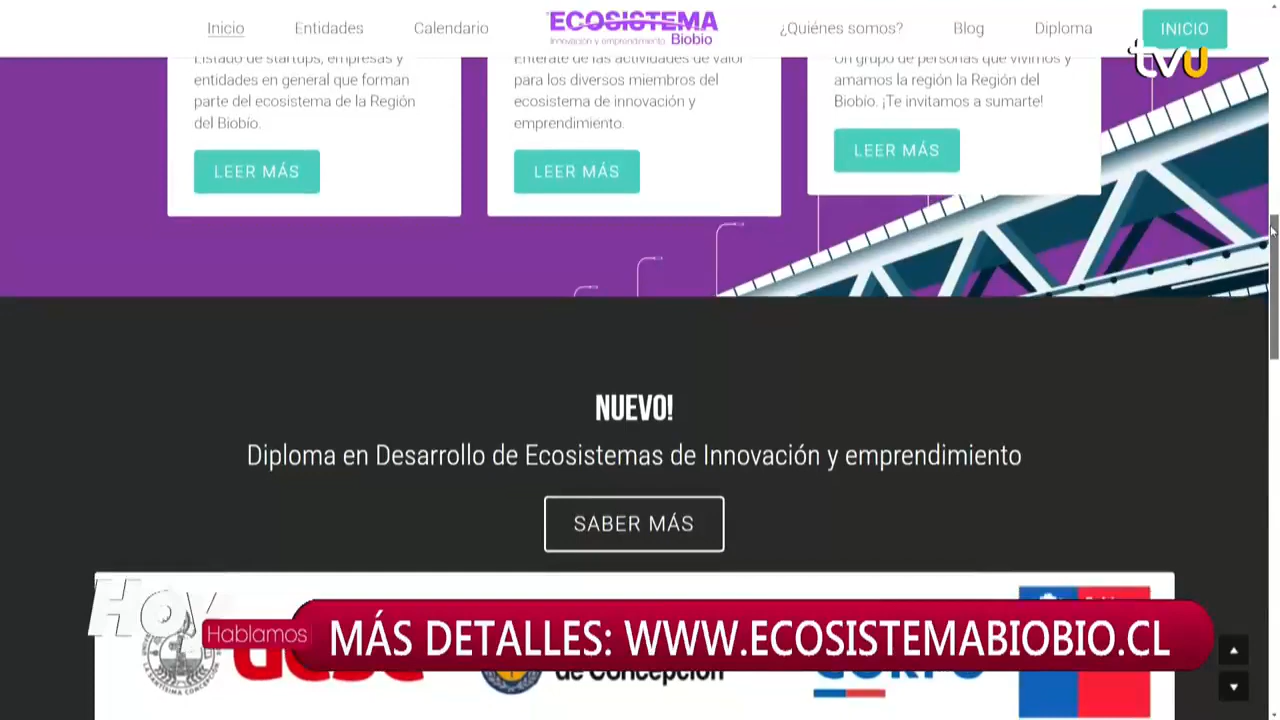 Inicio
Entidades
Calendario
ECOSISTEMA
Innovación y emprendimiento Biobio
¿Quiénes somos?
Blog
Diploma
INICIO
tvu
Listado de startups, empresas y
entidades en general que forman
parte del ecosistema de la Región
del Biobío.
LEER MÁS
Entérate de las actividades de valor
para los diversos miembros del
ecosistema de innovación y
emprendimiento.
LEER MÁS
Un grupo de personas que vivimos y
amamos la región la Región del
Biobío. ¡Te invitamos a sumarte!
LEER MÁS
NUEVO!
Diploma en Desarrollo de Ecosistemas de Innovación y emprendimiento
SABER MÁS
Hoy
Hablamos
MÁS DETALLES: WWW.ECOSISTEMABIOBIO.CL
de Concepción
CORFO